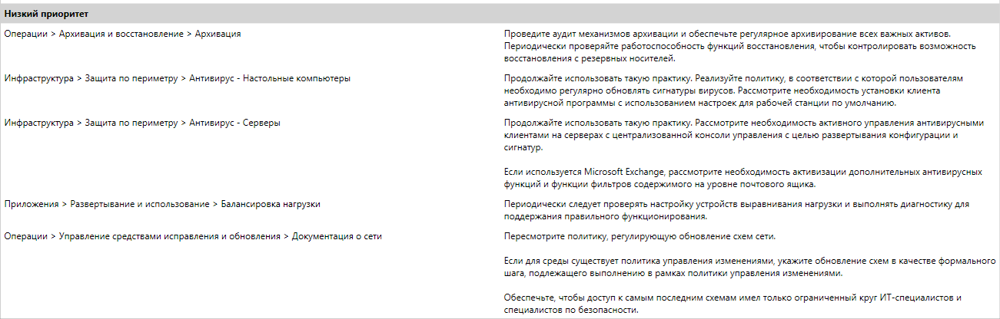 Низкий приоритет
Операции > Архивация и восстановление > Архивация
Проведите аудит механизмов архивации и обеспечьте регулярное архивирование всех важных активов.
Периодически проверяйте работоспособность функций восстановления, чтобы контролировать возможность
восстановления с резервных носителей.
Инфраструктура > Защита по периметру > Антивирус - Настольные компьютеры
Продолжайте использовать такую практику. Реализуйте политику, в соответствии с которой пользователям
необходимо регулярно обновлять сигнатуры вирусов. Рассмотрите необходимость установки клиента
антивирусной программы с использованием настроек для рабочей станции по умолчанию.
Инфраструктура > Защита по периметру > Антивирус - Серверы
Продолжайте использовать такую практику. Рассмотрите необходимость активного управления антивирусными
клиентами на серверах с централизованной консоли управления с целью развертывания конфигурации и
сигнатур.
Если используется Microsoft Exchange, рассмотрите необходимость активизации дополнительных антивирусных
функций и функции фильтров содержимого на уровне почтового ящика.
Приложения > Развертывание и использование > Балансировка нагрузки
Периодически следует проверять настройку устройств выравнивания нагрузки и выполнять диагностику для
поддержания правильного функционирования.
Операции > Управление средствами исправления и обновления > Документация о сети
Пересмотрите политику, регулирующую обновление схем сети.
Если для среды существует политика управления изменениями, укажите обновление схем в качестве формального
шага, подлежащего выполнению в рамках политики управления изменениями.
Обеспечьте, чтобы доступ к самым последним схемам имел только ограниченный круг ИТ-специалистов и
специалистов по безопасности.